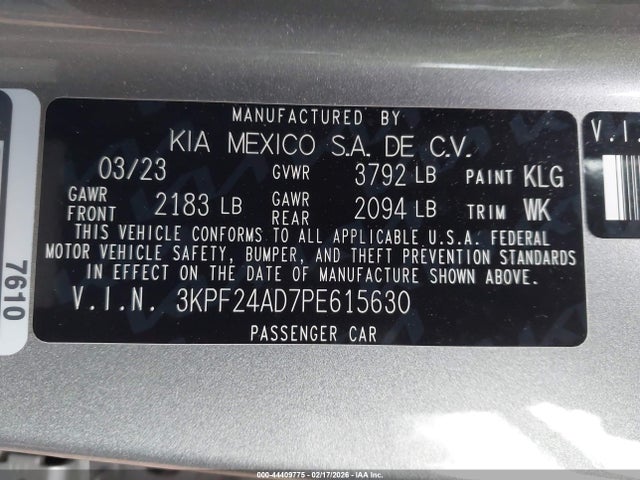 MANUFACTURED BY
KIA MEXICO S.A. DE C.V.
03/23 GVWR 3792 LB PAINT KLG
GAWR FRONT 2183 LB GAWR REAR 2094 LB TRIM WK
THIS VEHICLE CONFORMS TO ALL APPLICABLE U.S.A. FEDERAL
MOTOR VEHICLE SAFETY, BUMPER, AND THEFT PREVENTION STANDARDS
IN EFFECT ON THE DATE OF MANUFACTURE SHOWN ABOVE.
V.I.N. 3KPF24AD7PE615630
PASSENGER CAR
7610
V.I.
000-44409775 - 02/17/2026 - IAAI.COM